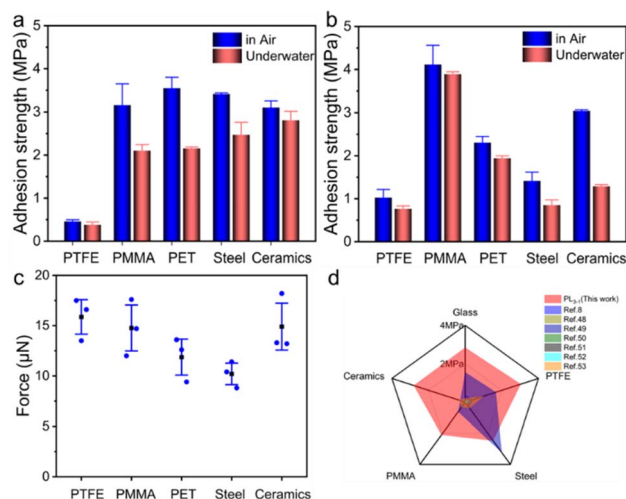 a
Adhesion strength (MPa)
5
4
3
2
1
0
in Air
Underwater
PTFE PMMA PET Steel Ceramics
b
Adhesion strength (MPa)
5
4
3
2
1
0
in Air
Underwater
PTFE PMMA PET Steel Ceramics
c
Force (μN)
20
15
10
5
0
PTFE PMMA PET Steel Ceramics
d
Glass
4MPa
2MPa
PTFE
Steel
PMMA
Ceramics
PL3-1(This work)
Ref.8
Ref.48
Ref.49
Ref.50
Ref.51
Ref.52
Ref.53